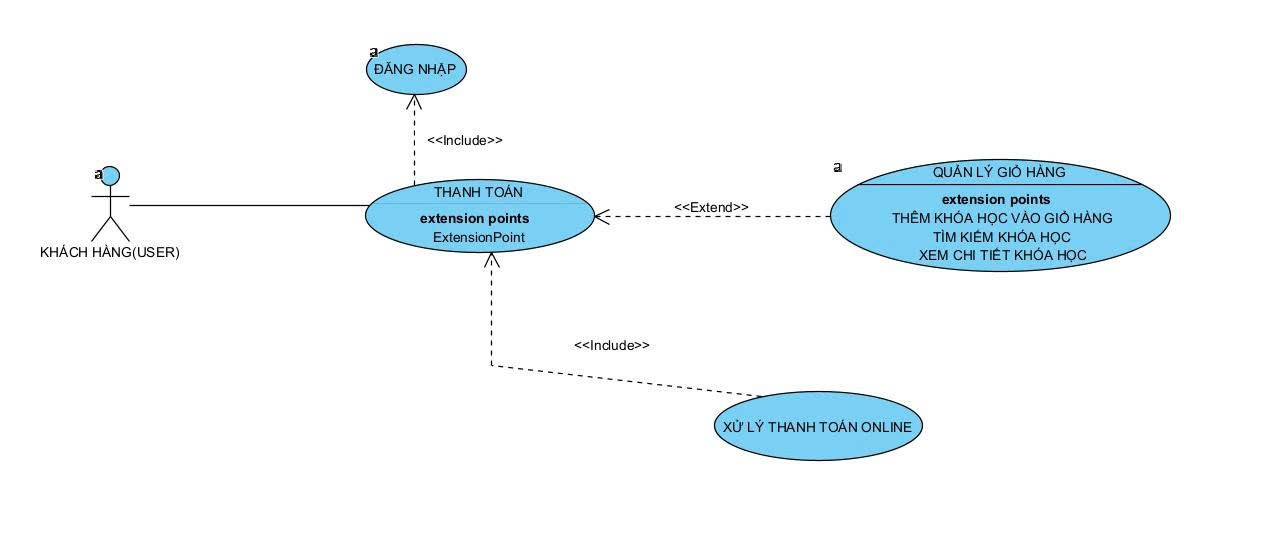 a
ĐĂNG NHẬP
<<Include>>
a
KHÁCH HÀNG(USER)
THANH TOÁN
extension points
ExtensionPoint
<<Extend>>
a
QUẢN LÝ GIỎ HÀNG
extension points
THÊM KHÓA HỌC VÀO GIỎ HÀNG
TÌM KIẾM KHÓA HỌC
XEM CHI TIẾT KHÓA HỌC
<<Include>>
XỬ LÝ THANH TOÁN ONLINE